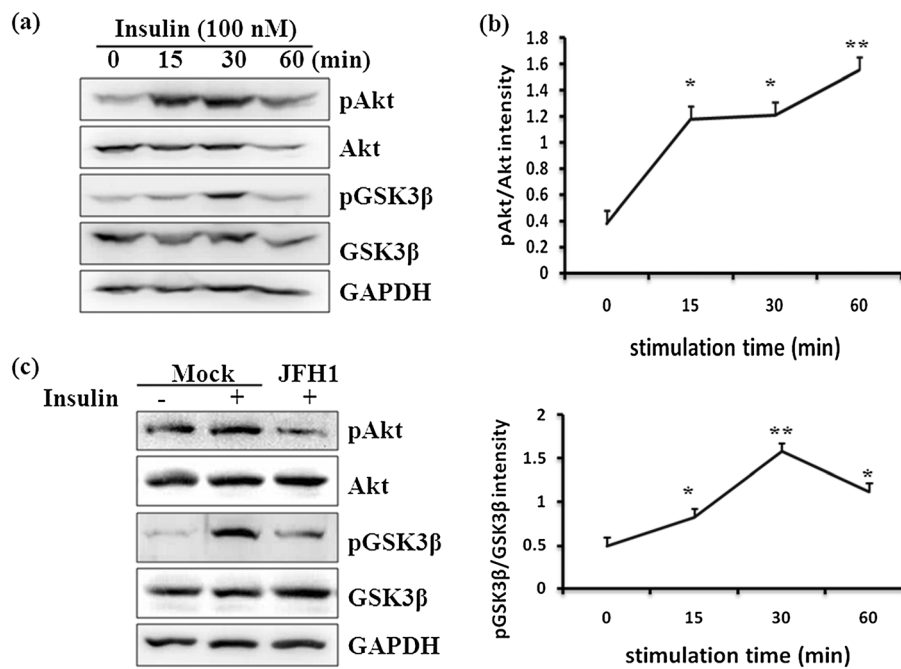 (a)
Insulin (100 nM)
0 15 30 60 (min)
pAkt
Akt
pGSK3β
GSK3β
GAPDH
(b)
pAkt/Akt intensity
1.8
1.6
1.4
1.2
1
0.8
0.6
0.4
0.2
0
* * **
0 15 30 60
stimulation time (min)
(c)
Mock JFH1
Insulin - + +
pAkt
Akt
pGSK3β
GSK3β
GAPDH
pGSK3β/GSK3β intensity
2
1.5
1
0.5
0
* ** *
0 15 30 60
stimulation time (min)